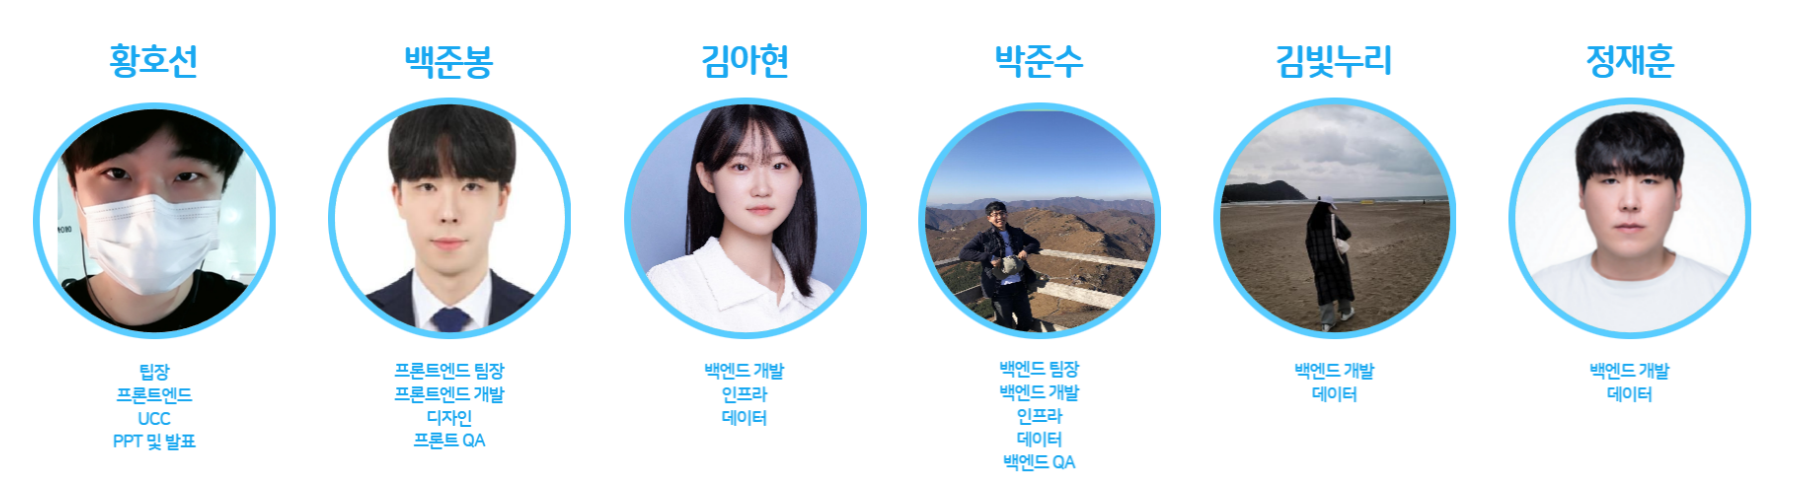 황호선
백준봉
김아현
박준수
김빛누리
정재훈
팁장
프론트엔드
UCC
PPT 및 발표
프론트엔드 팀장
프론트엔드 개발
디자인
프론트 QA
백엔드 개발
인프라
데이터
백엔드 팀장
백엔드 개발
인프라
데이터
백엔드 QA
백엔드 개발
데이터
백엔드 개발
데이터